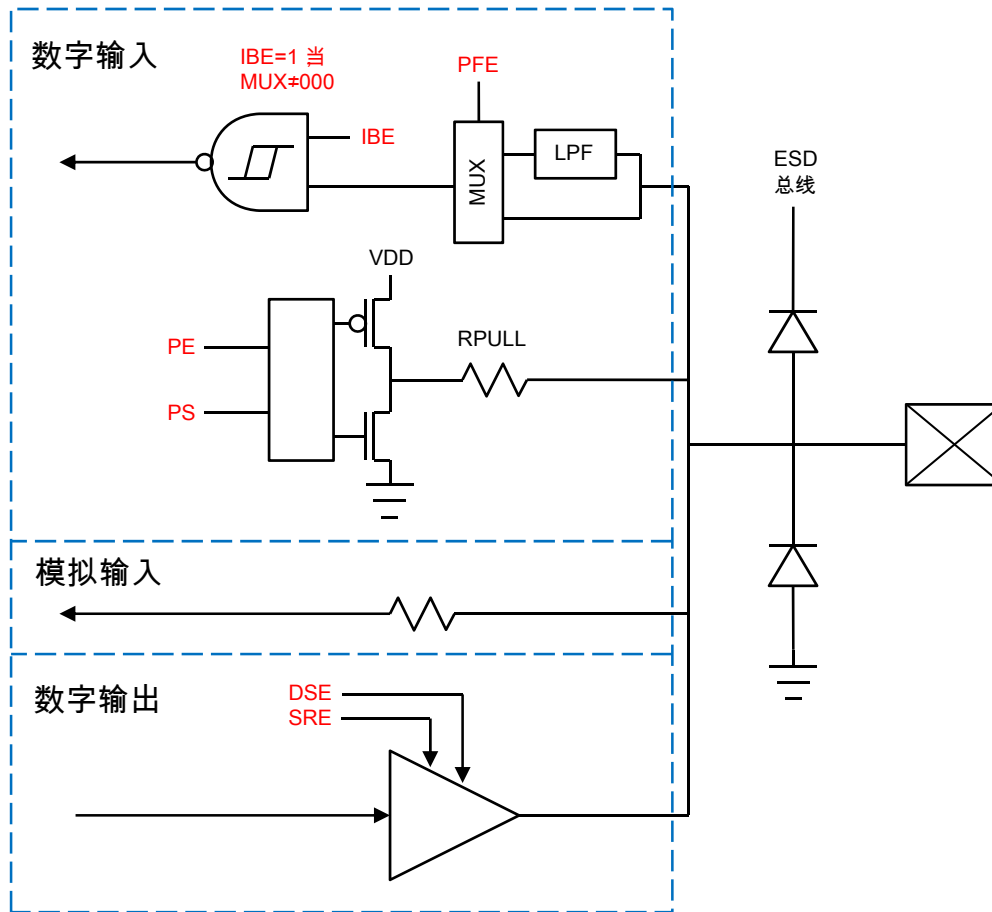 数字输入
IBE=1 当
MUX≠000
IBE
PFE
MUX
LPF
ESD
总线
VDD
PE
PS
RPULL
模拟输入
数字输出
DSE
SRE